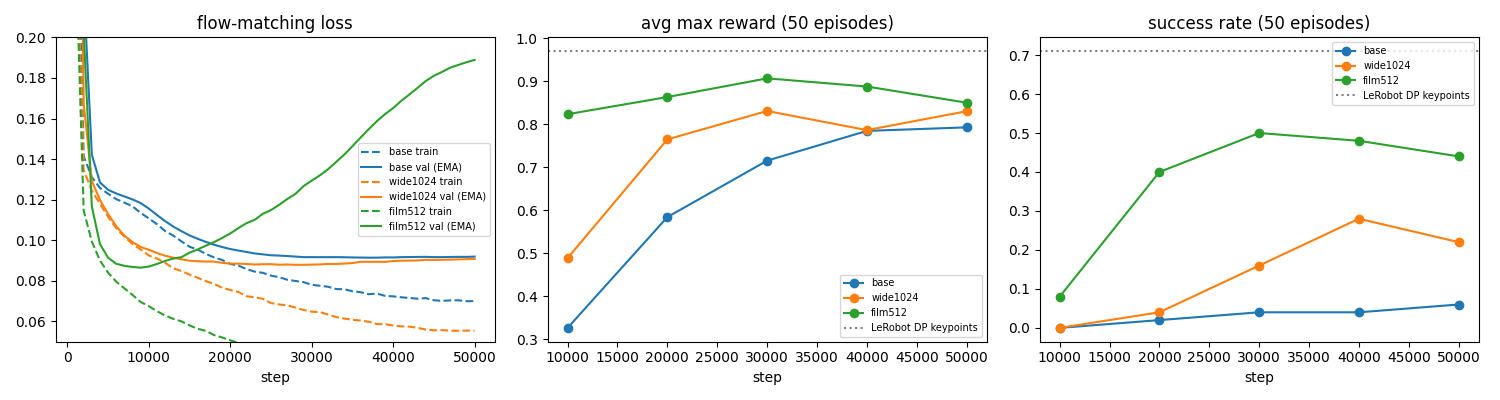 flow-matching loss
0.20
0.18
0.16
0.14
0.12
0.10
0.08
0.06
0 10000 20000 30000 40000 50000
step
base train
base val (EMA)
wide1024 train
wide1024 val (EMA)
film512 train
film512 val (EMA)
avg max reward (50 episodes)
1.0
0.9
0.8
0.7
0.6
0.5
0.4
0.3
10000 15000 20000 25000 30000 35000 40000 45000 50000
step
base
wide1024
film512
LeRobot DP keypoints
success rate (50 episodes)
0.7
0.6
0.5
0.4
0.3
0.2
0.1
0.0
10000 15000 20000 25000 30000 35000 40000 45000 50000
step
base
wide1024
film512
LeRobot DP keypoints